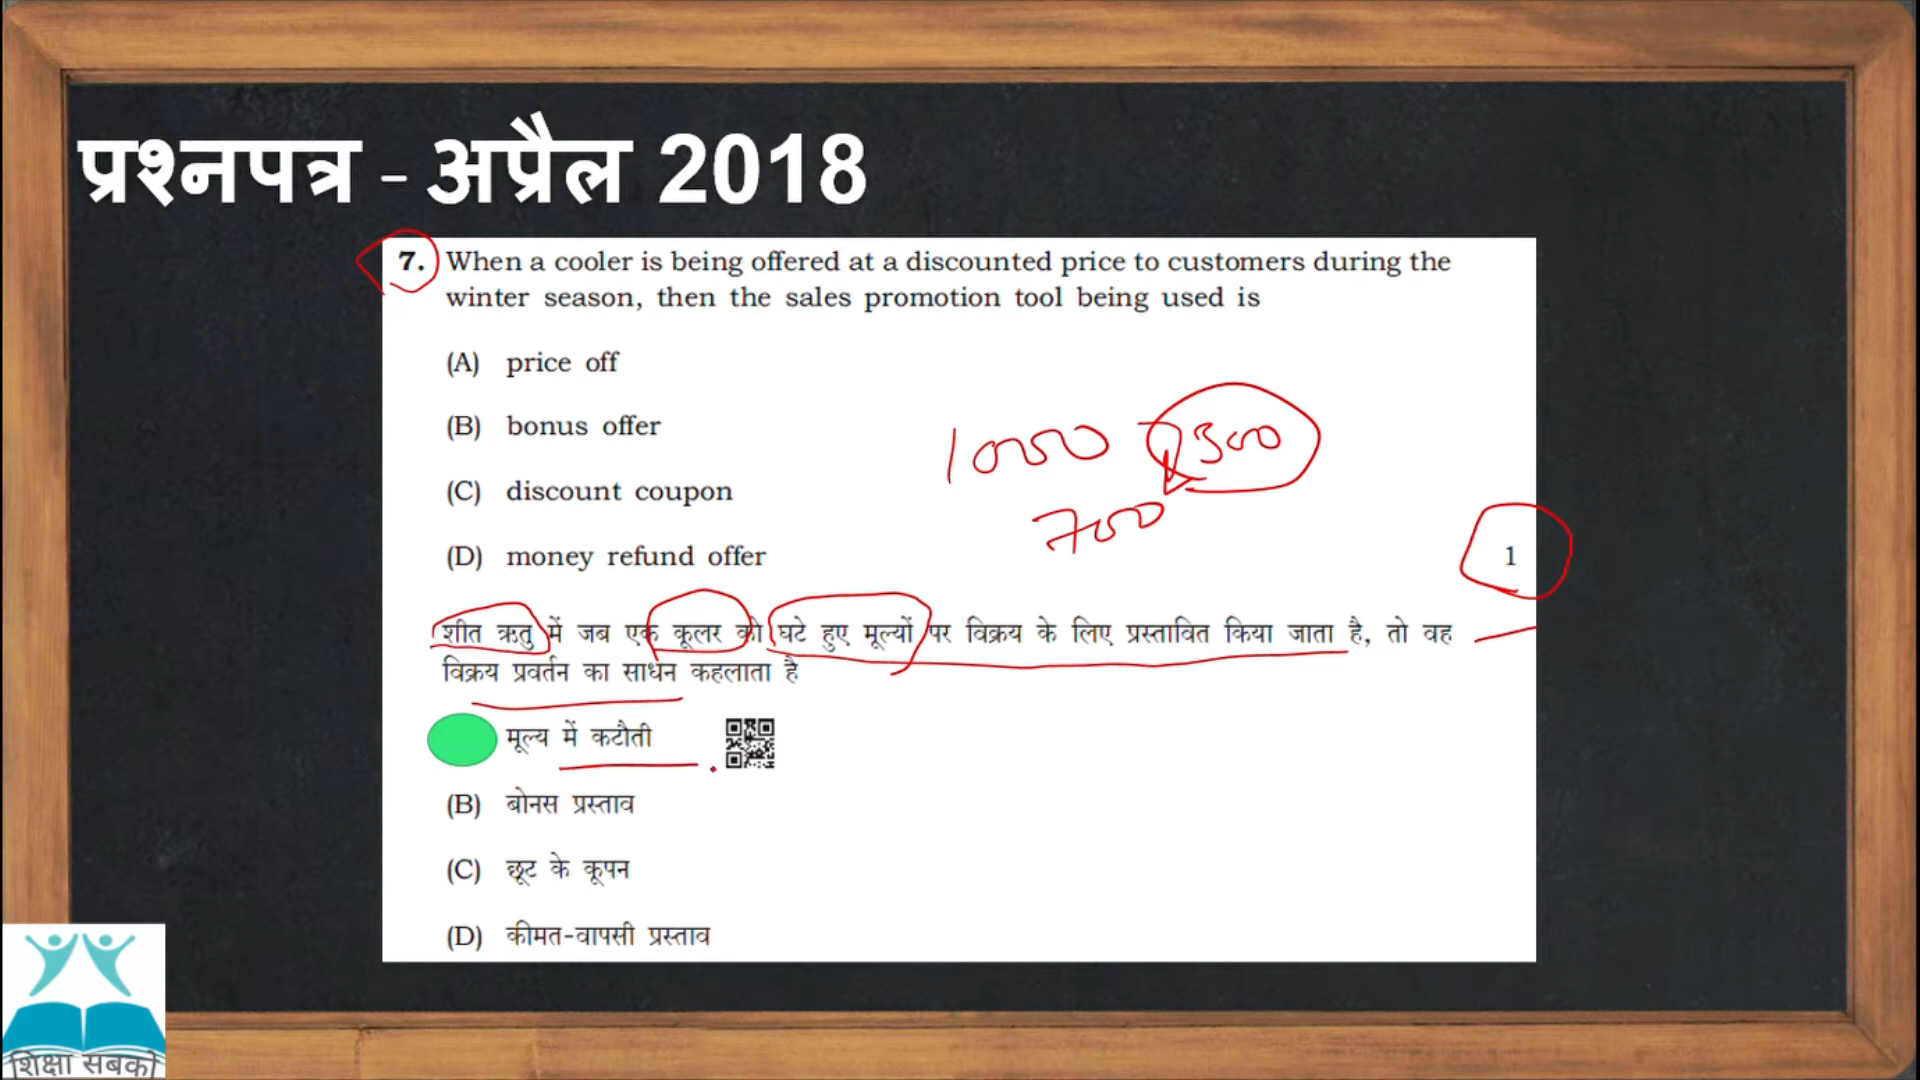 प्रश्नपत्र - अप्रैल 2018
7. When a cooler is being offered at a discounted price to customers during the
winter season, then the sales promotion tool being used is
(A) price off
(B) bonus offer
(C) discount coupon
(D) money refund offer
1
1000 - 300
700
शीत ऋतु में जब एक कूलर को घटे हुए मूल्यों पर विक्रय के लिए प्रस्तावित किया जाता है, तो वह
विक्रय प्रवर्तन का साधन कहलाता है
मूल्य में कटौती
(B) बोनस प्रस्ताव
(C) छूट के कूपन
(D) कीमत-वापसी प्रस्ताव
शिक्षा सबको